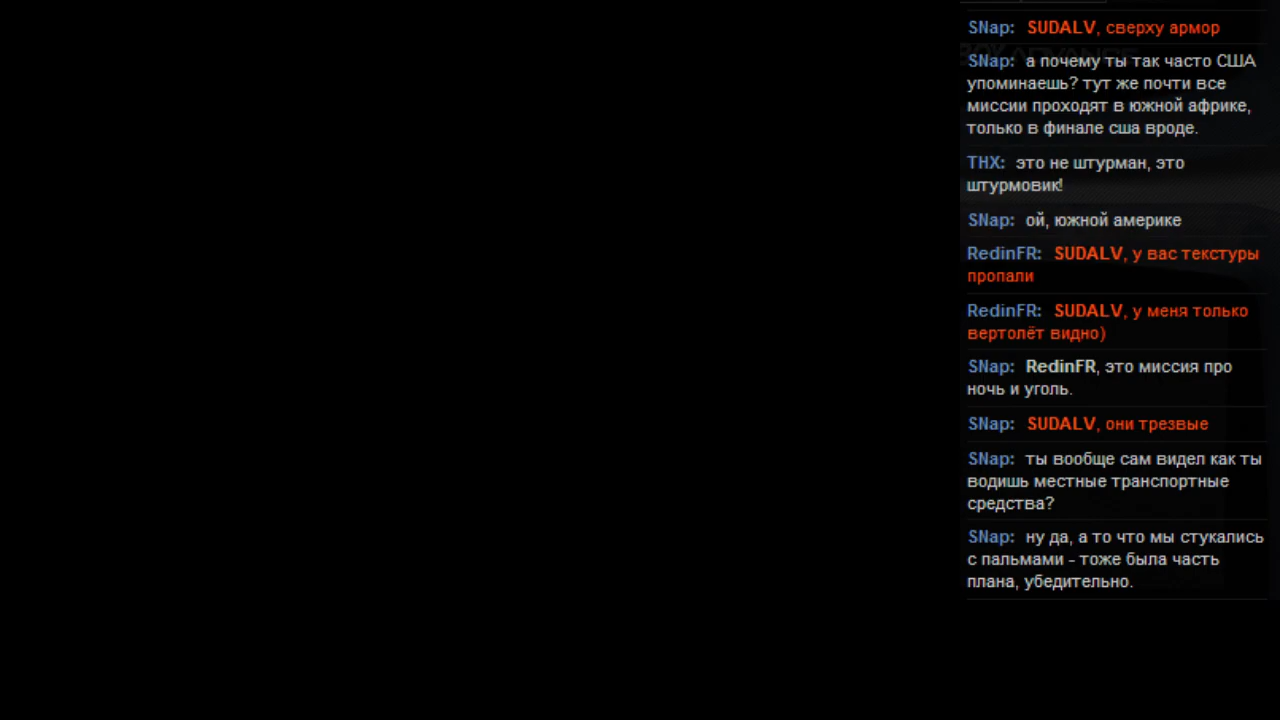 SNap: SUDALV, сверху армор
SNap: а почему ты так часто США
упоминаешь? тут же почти все
миссии проходят в южной африке,
только в финале сша вроде.
THX: это не штурман, это
штурмовик!
SNap: ой, южной америке
RedinFR: SUDALV, у вас текстуры
пропали
RedinFR: SUDALV, у меня только
вертолёт видно)
SNap: RedinFR, это миссия про
ночь и уголь.
SNap: SUDALV, они трезвые
SNap: ты вообще сам видел как ты
водишь местные транспортные
средства?
SNap: ну да, а то что мы стукались
с пальмами - тоже была часть
плана, убедительно.